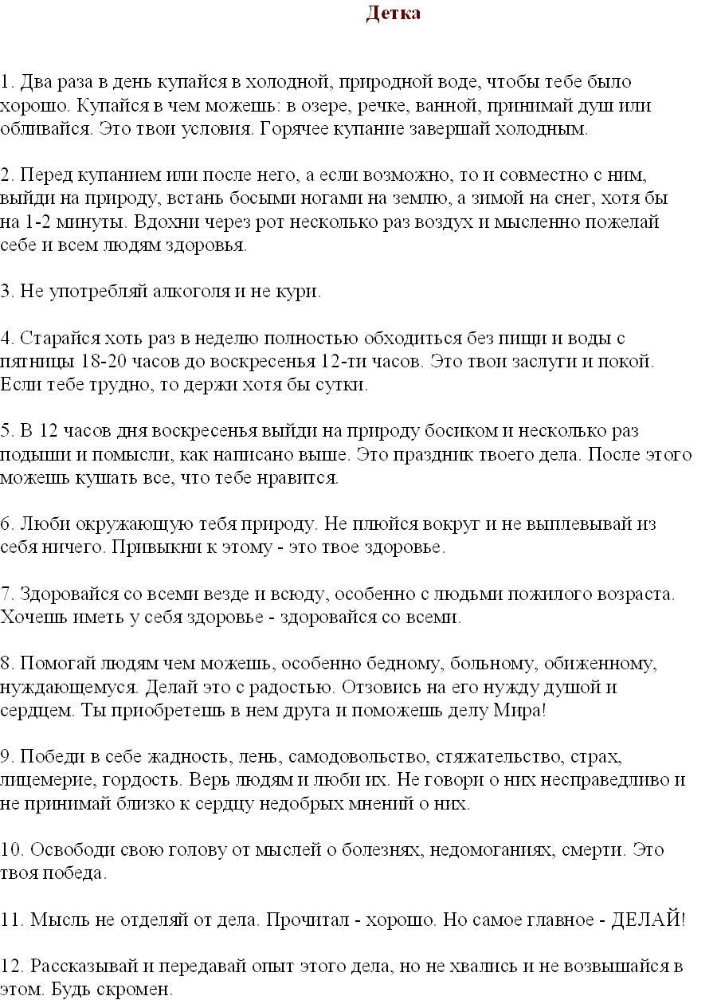 Детка
1. Два раза в день купайся в холодной, природной воде, чтобы тебе было
хорошо. Купайся в чем можешь: в озере, речке, ванной, принимай душ или
обливайся. Это твои условия. Горячее купание завершай холодным.
2. Перед купанием или после него, а если возможно, то и совместно с ним,
выйди на природу, встань босыми ногами на землю, а зимой на снег, хотя бы
на 1-2 минуты. Вдохни через рот несколько раз воздух и мысленно пожелай
себе и всем людям здоровья.
3. Не употребляй алкоголя и не кури.
4. Старайся хоть раз в неделю полностью обходиться без пищи и воды с
пятницы 18-20 часов до воскресенья 12-ти часов. Это твои заслуги и покой.
Если тебе трудно, то держи хотя бы сутки.
5. В 12 часов дня воскресенья выйди на природу босиком и несколько раз
подыши и помысли, как написано выше. Это праздник твоего дела. После этого
можешь кушать все, что тебе нравится.
6. Люби окружающую тебя природу. Не плюйся вокруг и не выплевывай из
себя ничего. Привыкни к этому - это твое здоровье.
7. Здоровайся со всеми везде и всюду, особенно с людьми пожилого возраста.
Хочешь иметь у себя здоровье - здоровайся со всеми.
8. Помогай людям чем можешь, особенно бедному, больному, обиженному,
нуждающемуся. Делай это с радостью. Отзовись на его нужду душой и
сердцем. Ты приобретешь в нем друга и поможешь делу Мира!
9. Победи в себе жадность, лень, самодовольство, стяжательство, страх,
лицемерие, гордость. Верь людям и люби их. Не говори о них несправедливо и
не принимай близко к сердцу недобрых мнений о них.
10. Освободи свою голову от мыслей о болезнях, недомоганиях, смерти. Это
твоя победа.
11. Мысль не отделяй от дела. Прочитал - хорошо. Но самое главное - ДЕЛАЙ!
12. Рассказывай и передавай опыт этого дела, но не хвались и не возвышайся в
этом. Будь скромен.